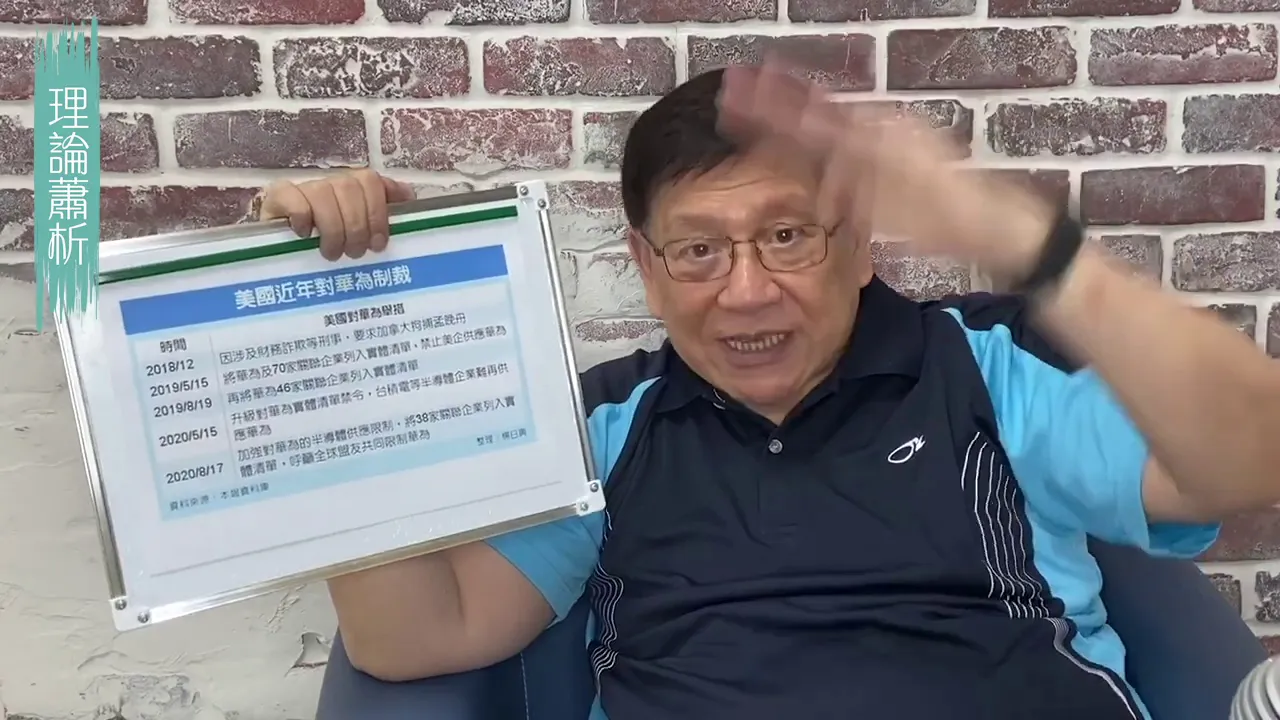 理論蕭析
美國近年對華為制裁
時間
美國對華為舉措
2018/12
因涉及財務詐欺等刑事，要求加拿大拘捕孟晚舟
2019/5/15
將華為及70家關聯企業列入實體清單，禁止美企供應華為
2019/8/19
再將華為46家關聯企業列入實體清單
2020/5/15
升級對華為實體清單禁令，台積電等半導體企業難再供
應華為
2020/8/17
加強對華為的半導體供應限制，將38家關聯企業列入實
體清單，呼籲全球盟友共同限制華為
資料來源：本報資料庫